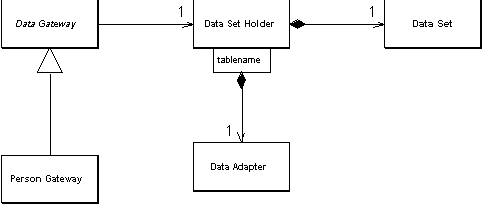 Data Gateway
1
Data Set Holder
1
Data Set
tablename
1
Data Adapter
Person Gateway